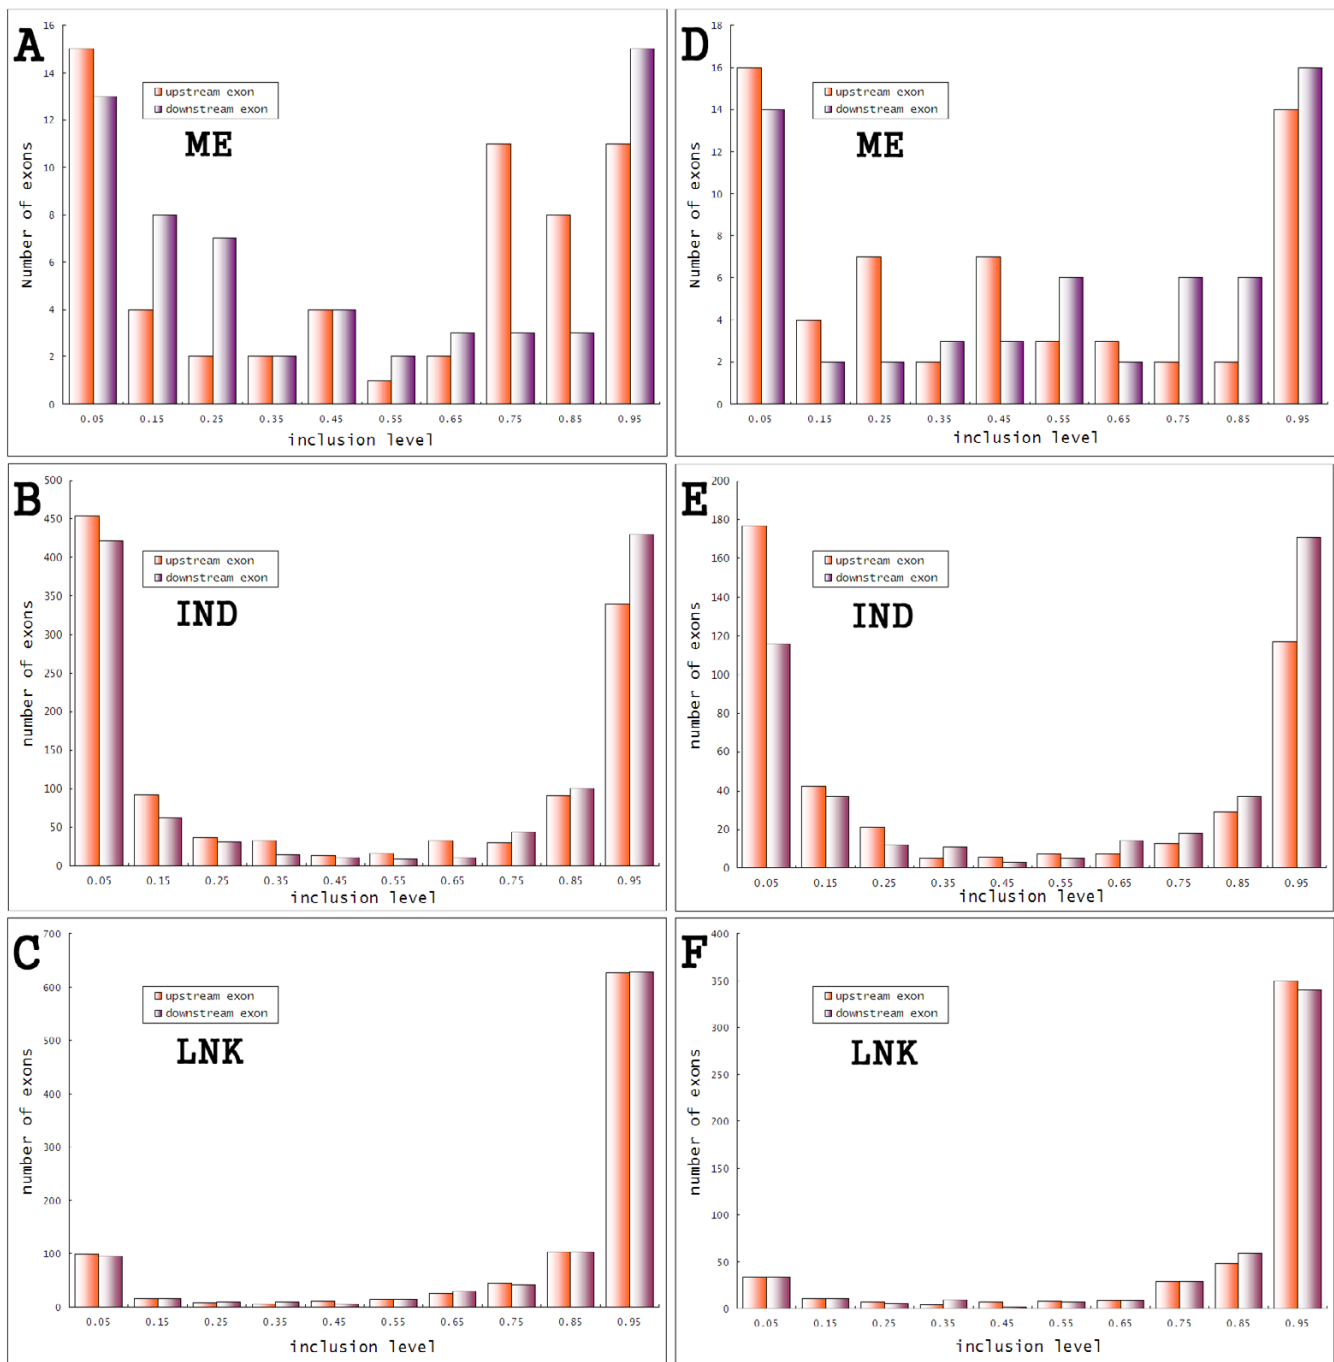 A
Number of exons
16
14
12
10
8
6
4
2
0
upstream exon
downstream exon
ME
0.05 0.15 0.25 0.35 0.45 0.55 0.65 0.75 0.85 0.95
inclusion level
D
number of exons
18
16
14
12
10
8
6
4
2
0
upstream exon
downstream exon
ME
0.05 0.15 0.25 0.35 0.45 0.55 0.65 0.75 0.85 0.95
inclusion level
B
number of exons
500
450
400
350
300
250
200
150
100
50
0
upstream exon
downstream exon
IND
0.05 0.15 0.25 0.35 0.45 0.55 0.65 0.75 0.85 0.95
inclusion level
E
number of exons
200
180
160
140
120
100
80
60
40
20
0
upstream exon
downstream exon
IND
0.05 0.15 0.25 0.35 0.45 0.55 0.65 0.75 0.85 0.95
inclusion level
C
number of exons
700
600
500
400
300
200
100
0
upstream exon
downstream exon
LNK
0.05 0.15 0.25 0.35 0.45 0.55 0.65 0.75 0.85 0.95
inclusion level
F
number of exons
400
350
300
250
200
150
100
50
0
upstream exon
downstream exon
LNK
0.05 0.15 0.25 0.35 0.45 0.55 0.65 0.75 0.85 0.95
inclusion level